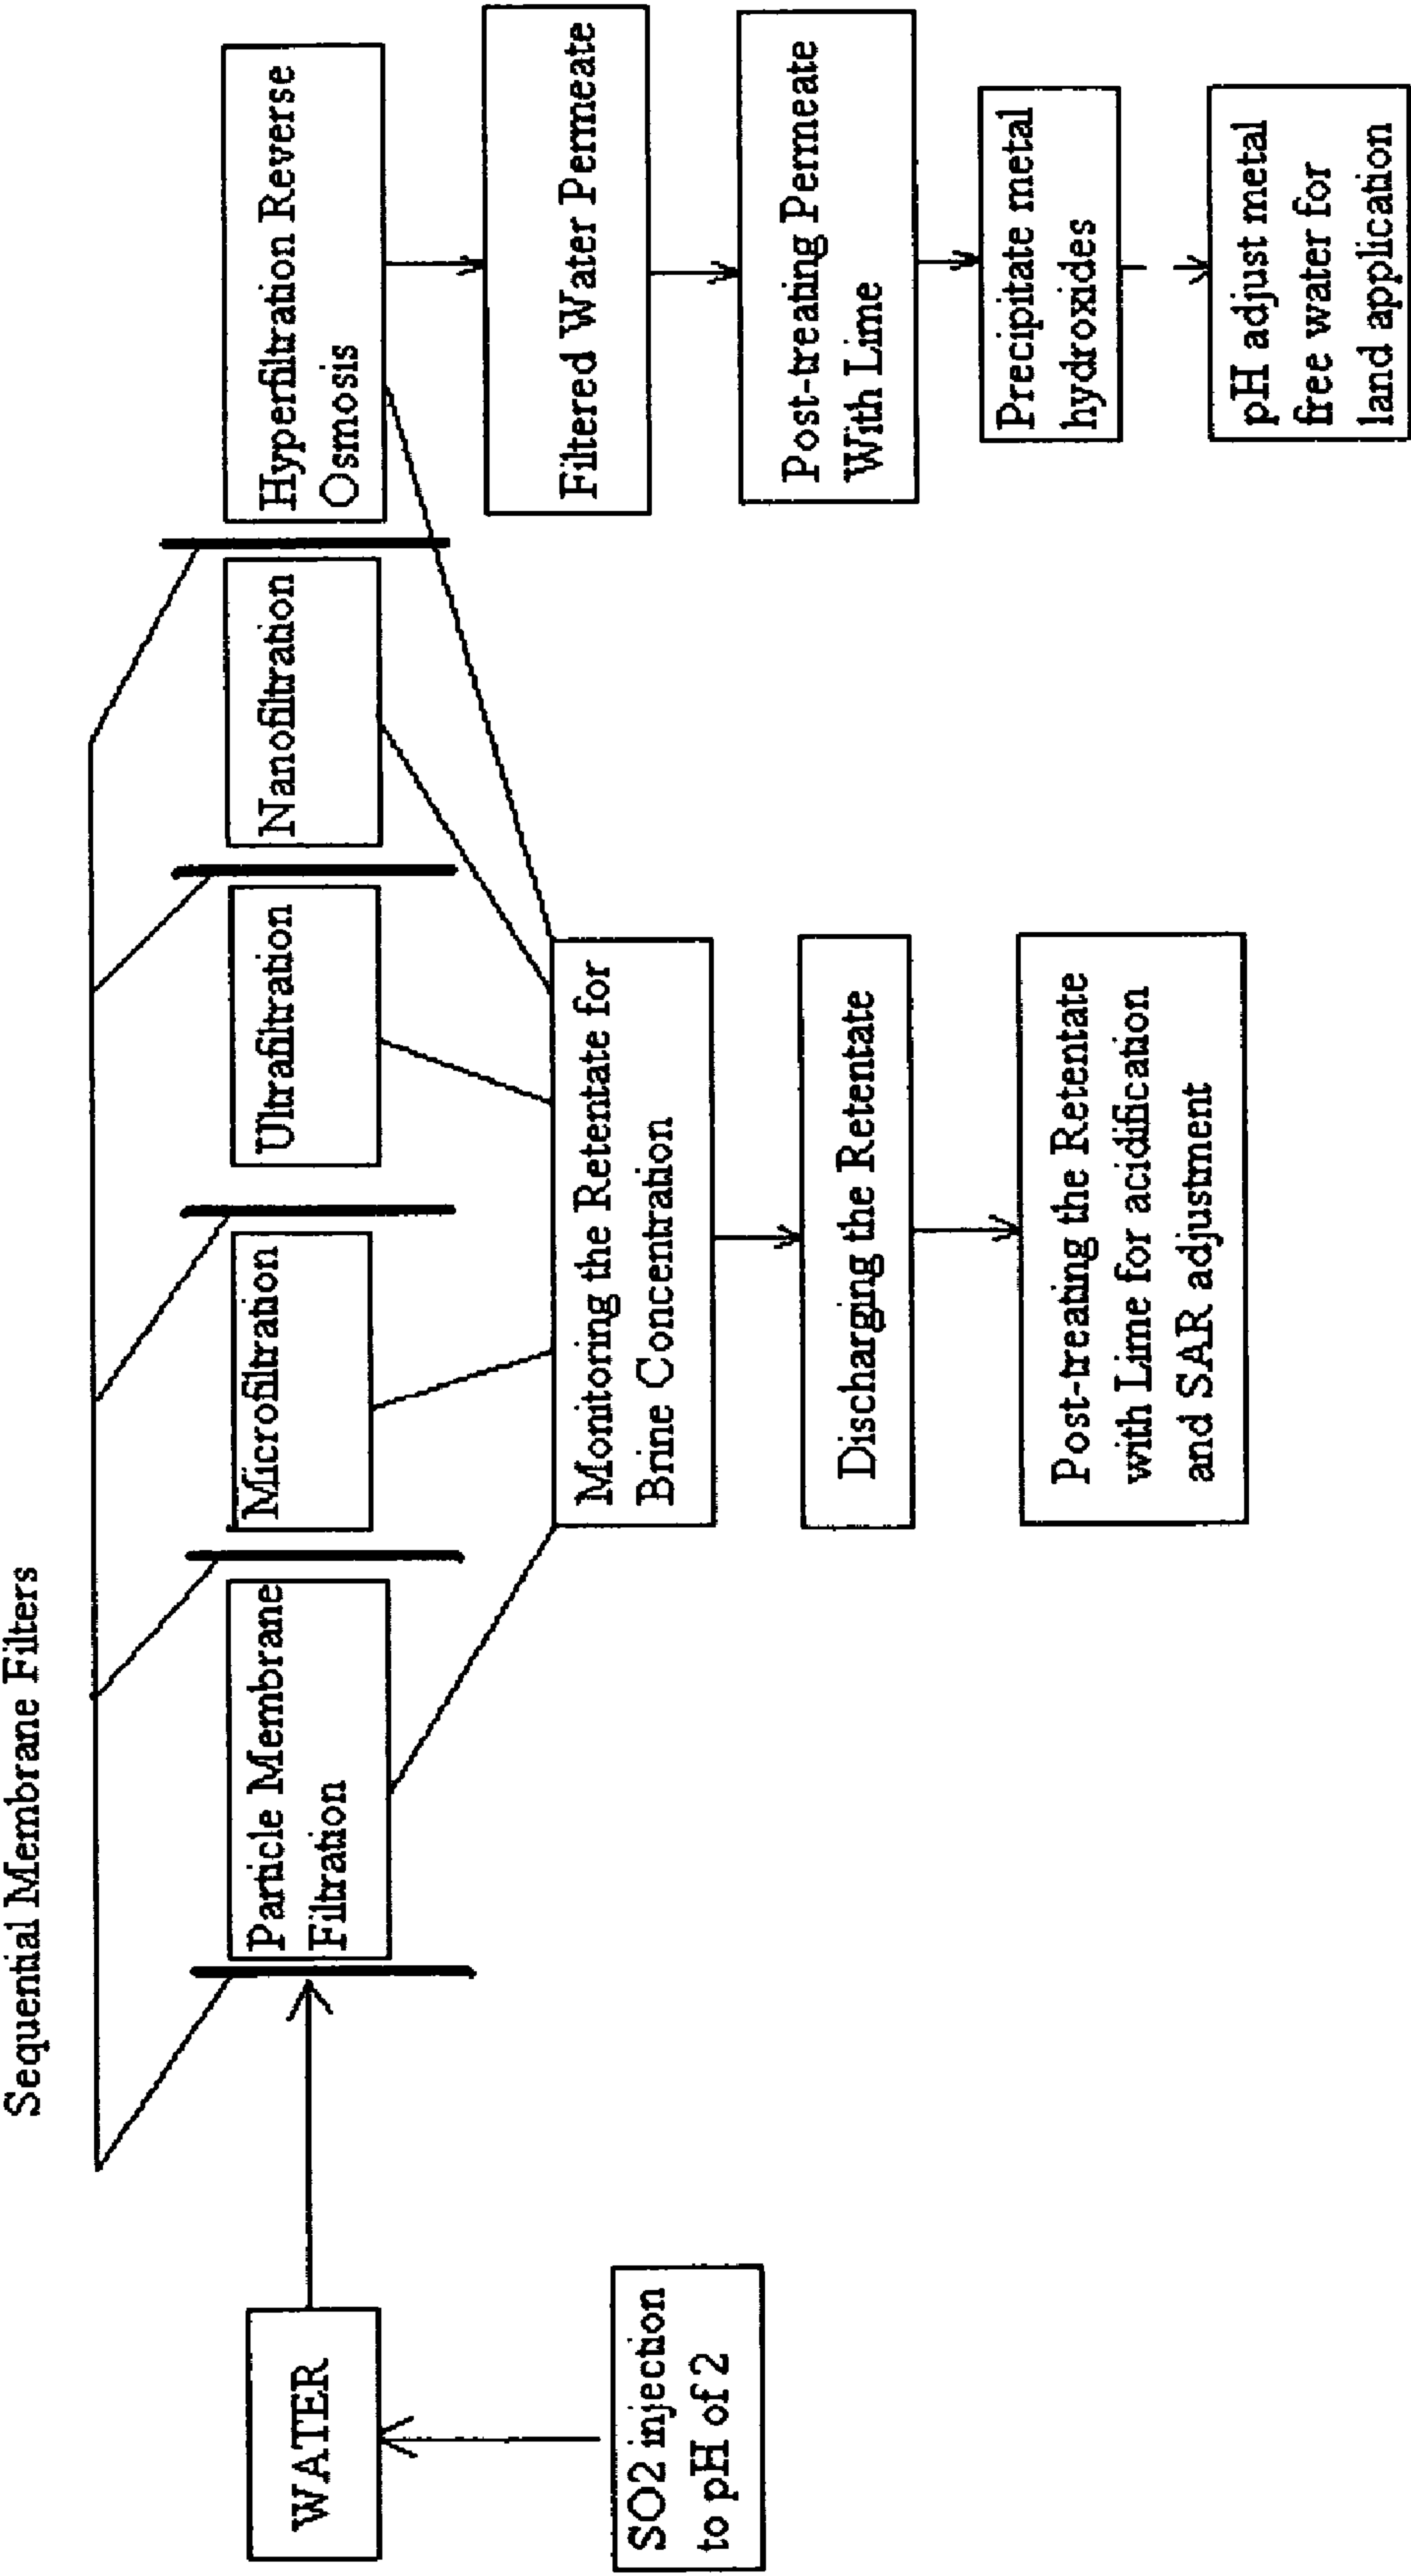 Sequential Membrane Filters
WATER
SO2 injection
to pH of 2
Particle Membrane
Filtration
Microfiltration
Ultrafiltration
Nanofiltration
Hyperfiltration Reverse
Osmosis
Monitoring the Retentate for
Brine Concentration
Discharging the Retentate
Post-treating the Retentate
with Lime for acidification
and SAR adjustment
Filtered Water Permeate
Post-treating Permeate
With Lime
Precipitate metal
hydroxides
pH adjust metal
free water for
land application